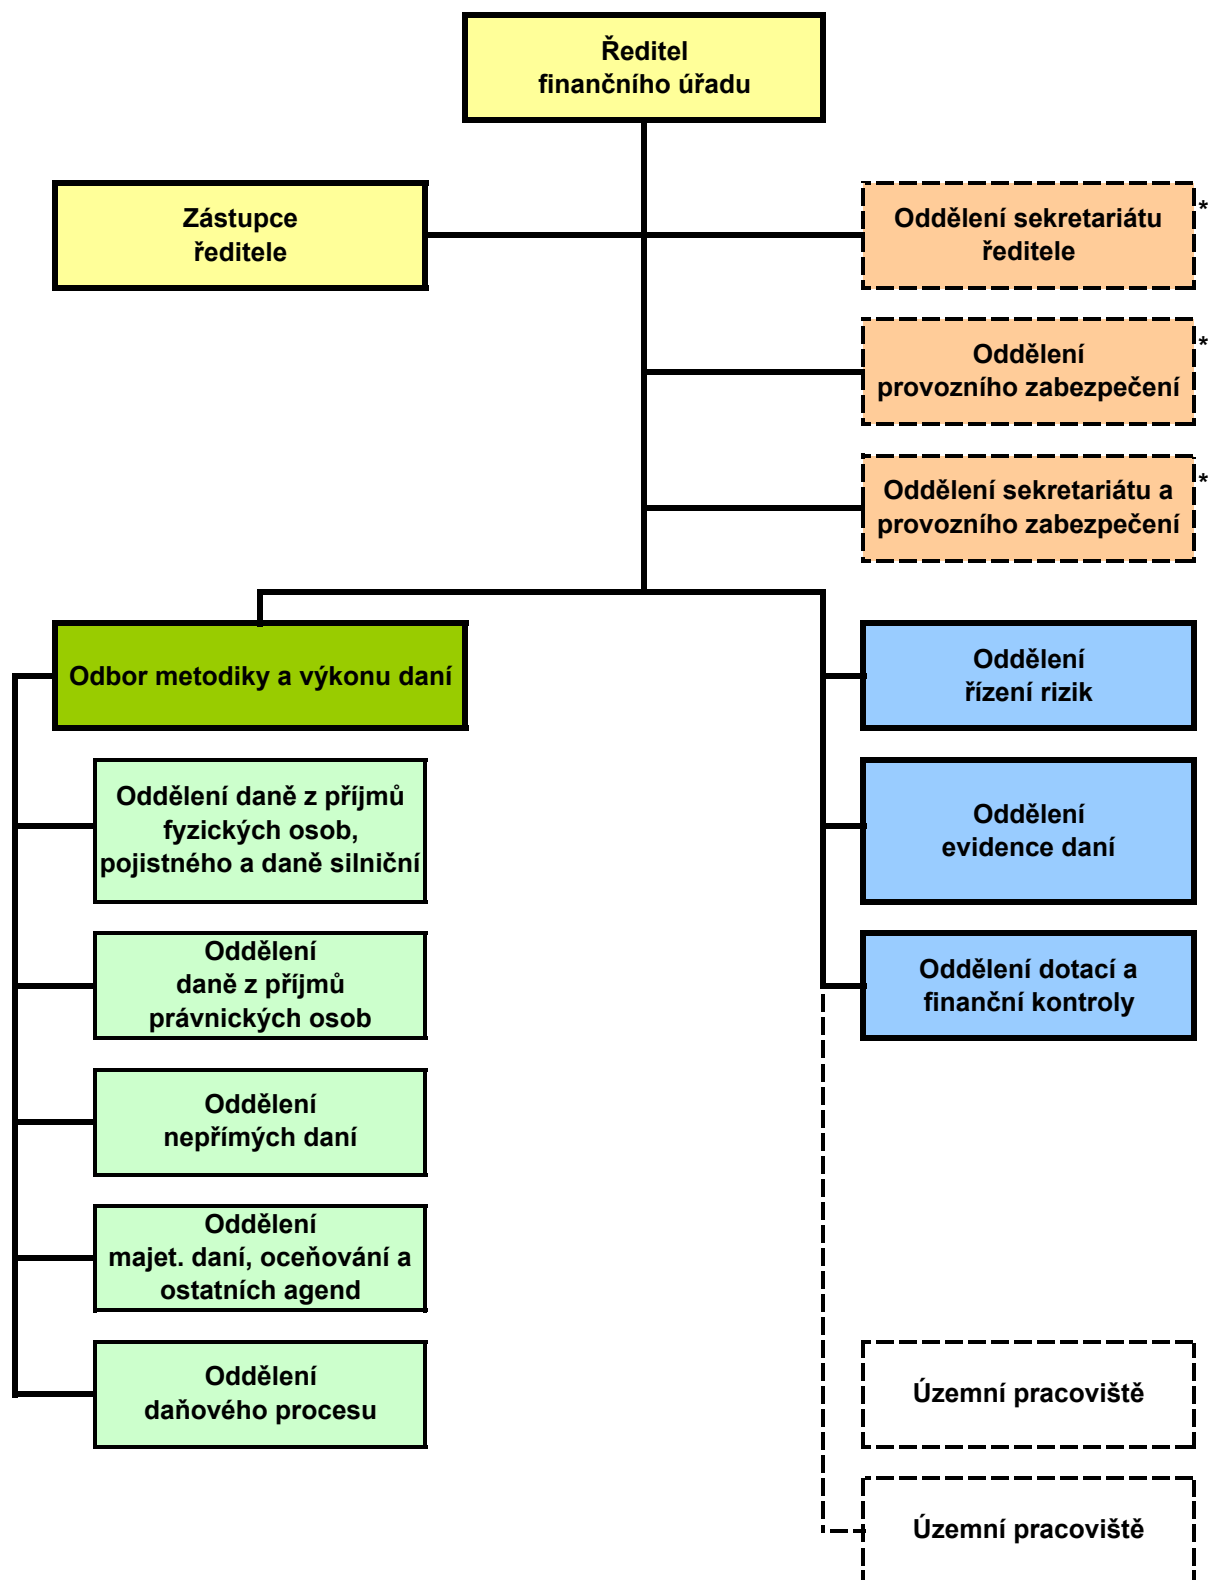 Ředitel
finančního úřadu
Zástupce
ředitele
Oddělení sekretariátu
ředitele
*
Oddělení
provozního zabezpečení
*
Oddělení sekretariátu a
provozního zabezpečení
*
Odbor metodiky a výkonu daní
Oddělení daně z příjmů
fyzických osob,
pojistného a daně silniční
Oddělení
daně z příjmů
právnických osob
Oddělení
nepřímých daní
Oddělení
majet. daní, oceňování a
ostatních agend
Oddělení
daňového procesu
Oddělení
řízení rizik
Oddělení
evidence daní
Oddělení dotací a
finanční kontroly
Územní pracoviště
Územní pracoviště